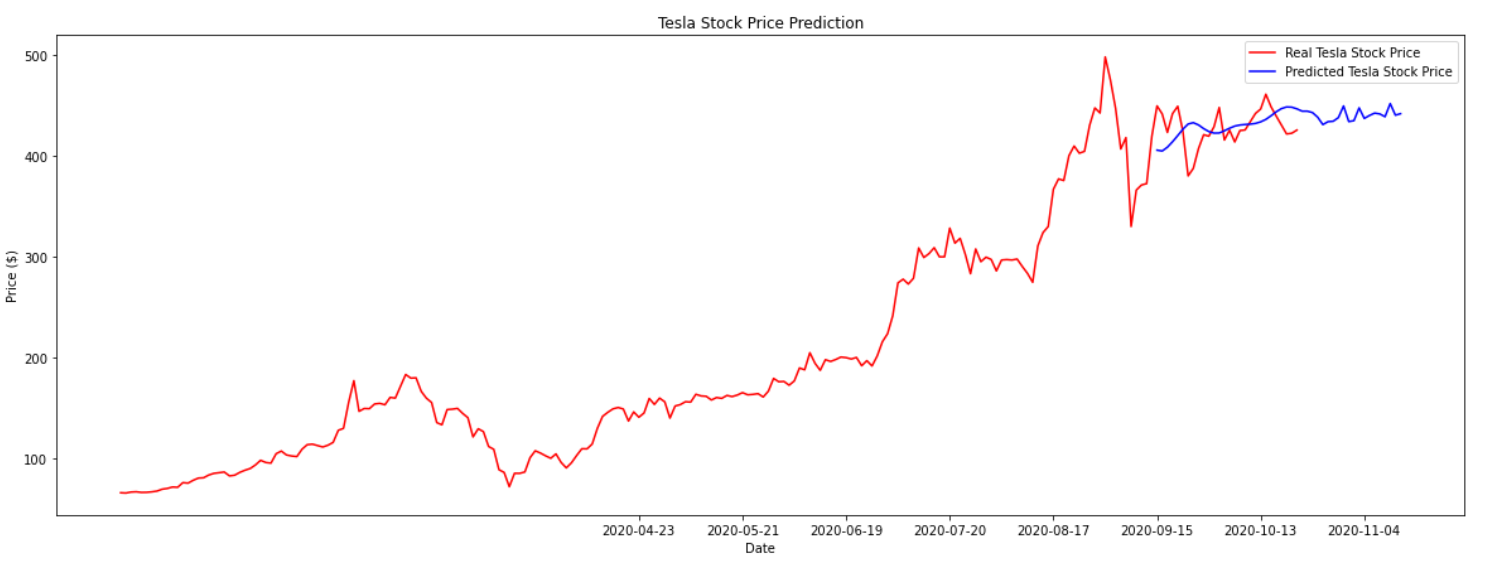 Tesla Stock Price Prediction
Real Tesla Stock Price
Predicted Tesla Stock Price
500
400
300
200
100
Price ($)
2020-04-23 2020-05-21 2020-06-19 2020-07-20 2020-08-17 2020-09-15 2020-10-13 2020-11-04
Date